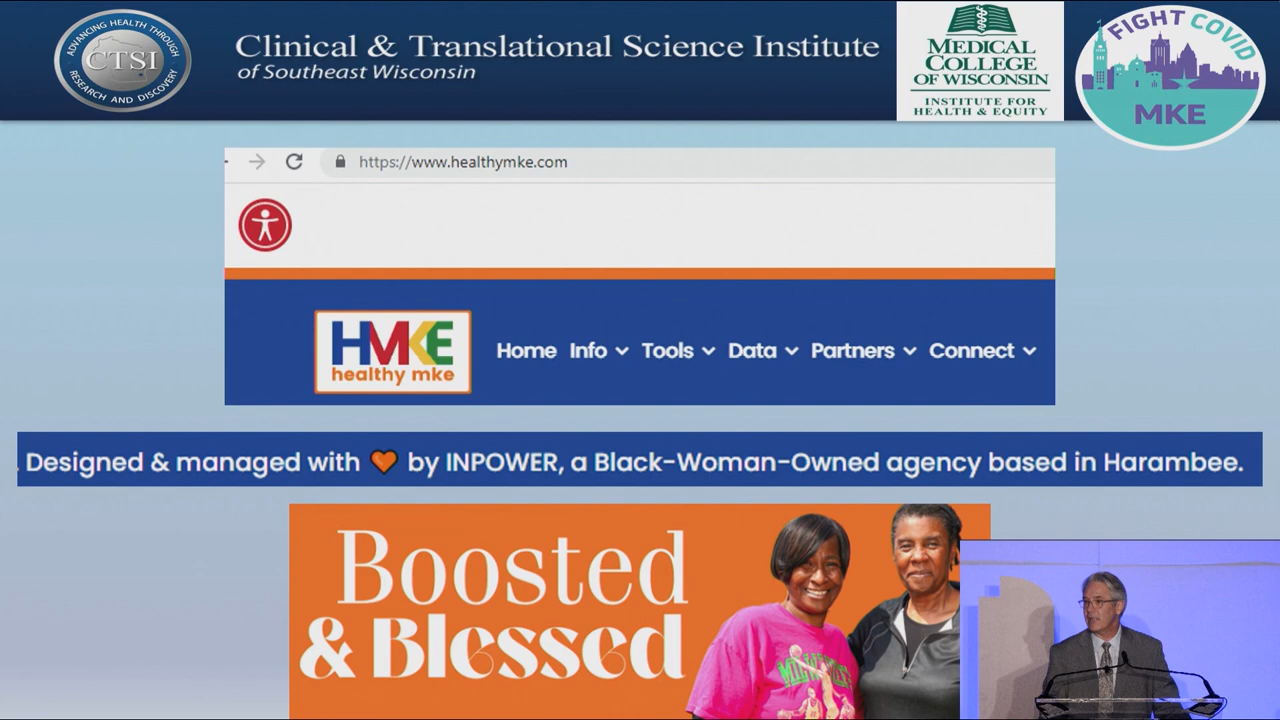 ADVANCING HEALTH THROUGH
CTSI
RESEARCH AND DISCOVERY
Clinical & Translational Science Institute
of Southeast Wisconsin
MEDICAL
COLLEGE
OF WISCONSIN
INSTITUTE FOR
HEALTH & EQUITY
FIGHT COVID
MKE
https://www.healthymke.com
HMKE
healthy mke
Home Info Tools Data Partners Connect
. Designed & managed with by INPOWER, a Black-Woman-Owned agency based in Harambee.
Boosted
& Blessed